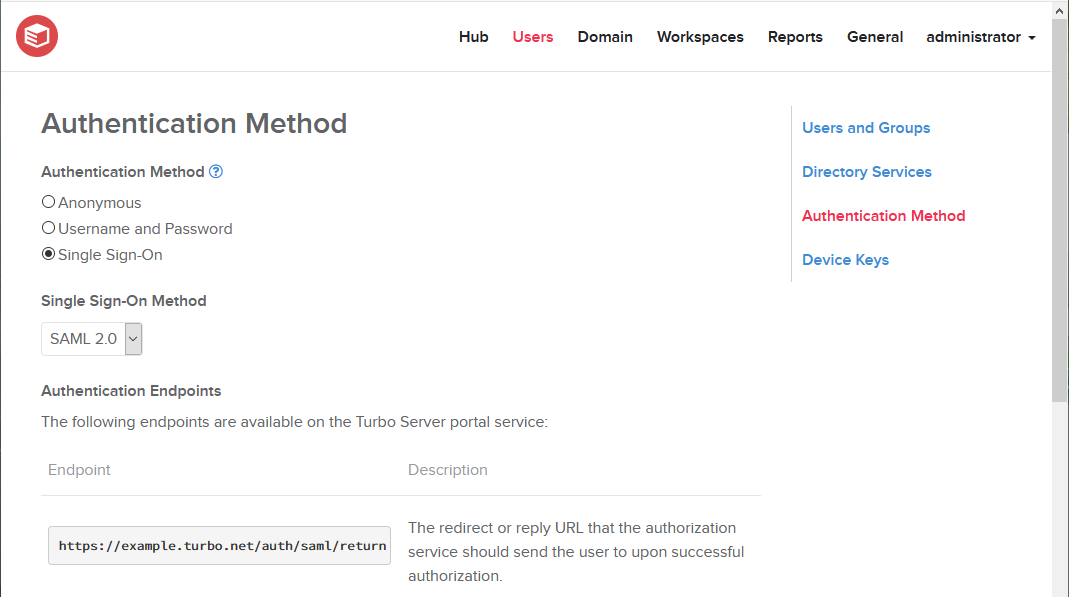 Hub Users Domain Workspaces Reports General administrator
Authentication Method
Authentication Method ?
Anonymous
Username and Password
Single Sign-On
Single Sign-On Method
SAML 2.0
Authentication Endpoints
The following endpoints are available on the Turbo Server portal service:
Endpoint Description
https://example.turbo.net/auth/saml/return
The redirect or reply URL that the authorization
service should send the user to upon successful
authorization.
Users and Groups
Directory Services
Authentication Method
Device Keys